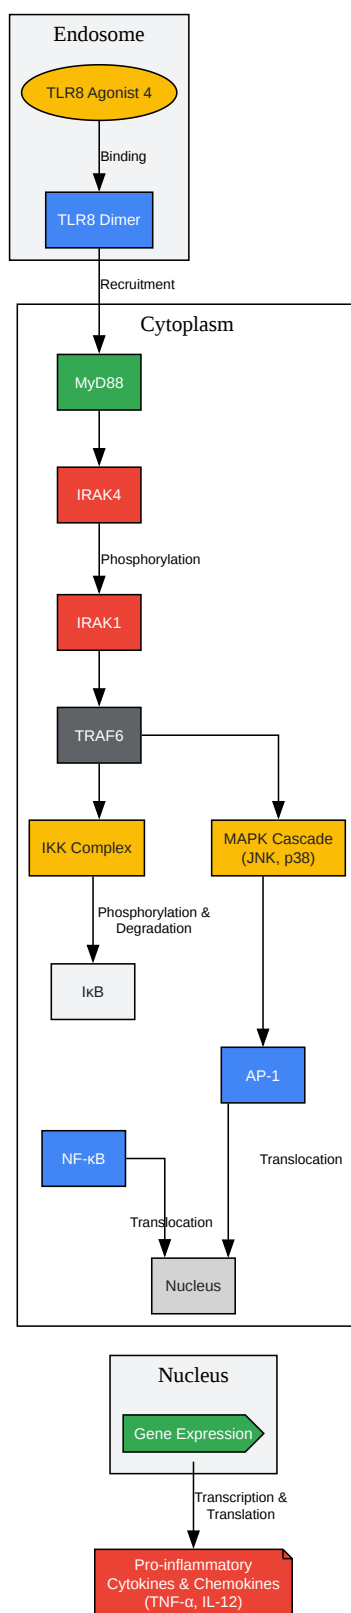 Endosome
TLR8 Agonist 4
Binding
TLR8 Dimer
Recruitment
Cytoplasm
MyD88
IRAK4
Phosphorylation
IRAK1
TRAF6
IKK Complex
MAPK Cascade
(JNK, p38)
Phosphorylation &
Degradation
IκB
AP-1
NF-κB
Translocation
Translocation
Nucleus
Nucleus
Gene Expression
Transcription &
Translation
Pro-inflammatory
Cytokines & Chemokines
(TNF-α, IL-12)